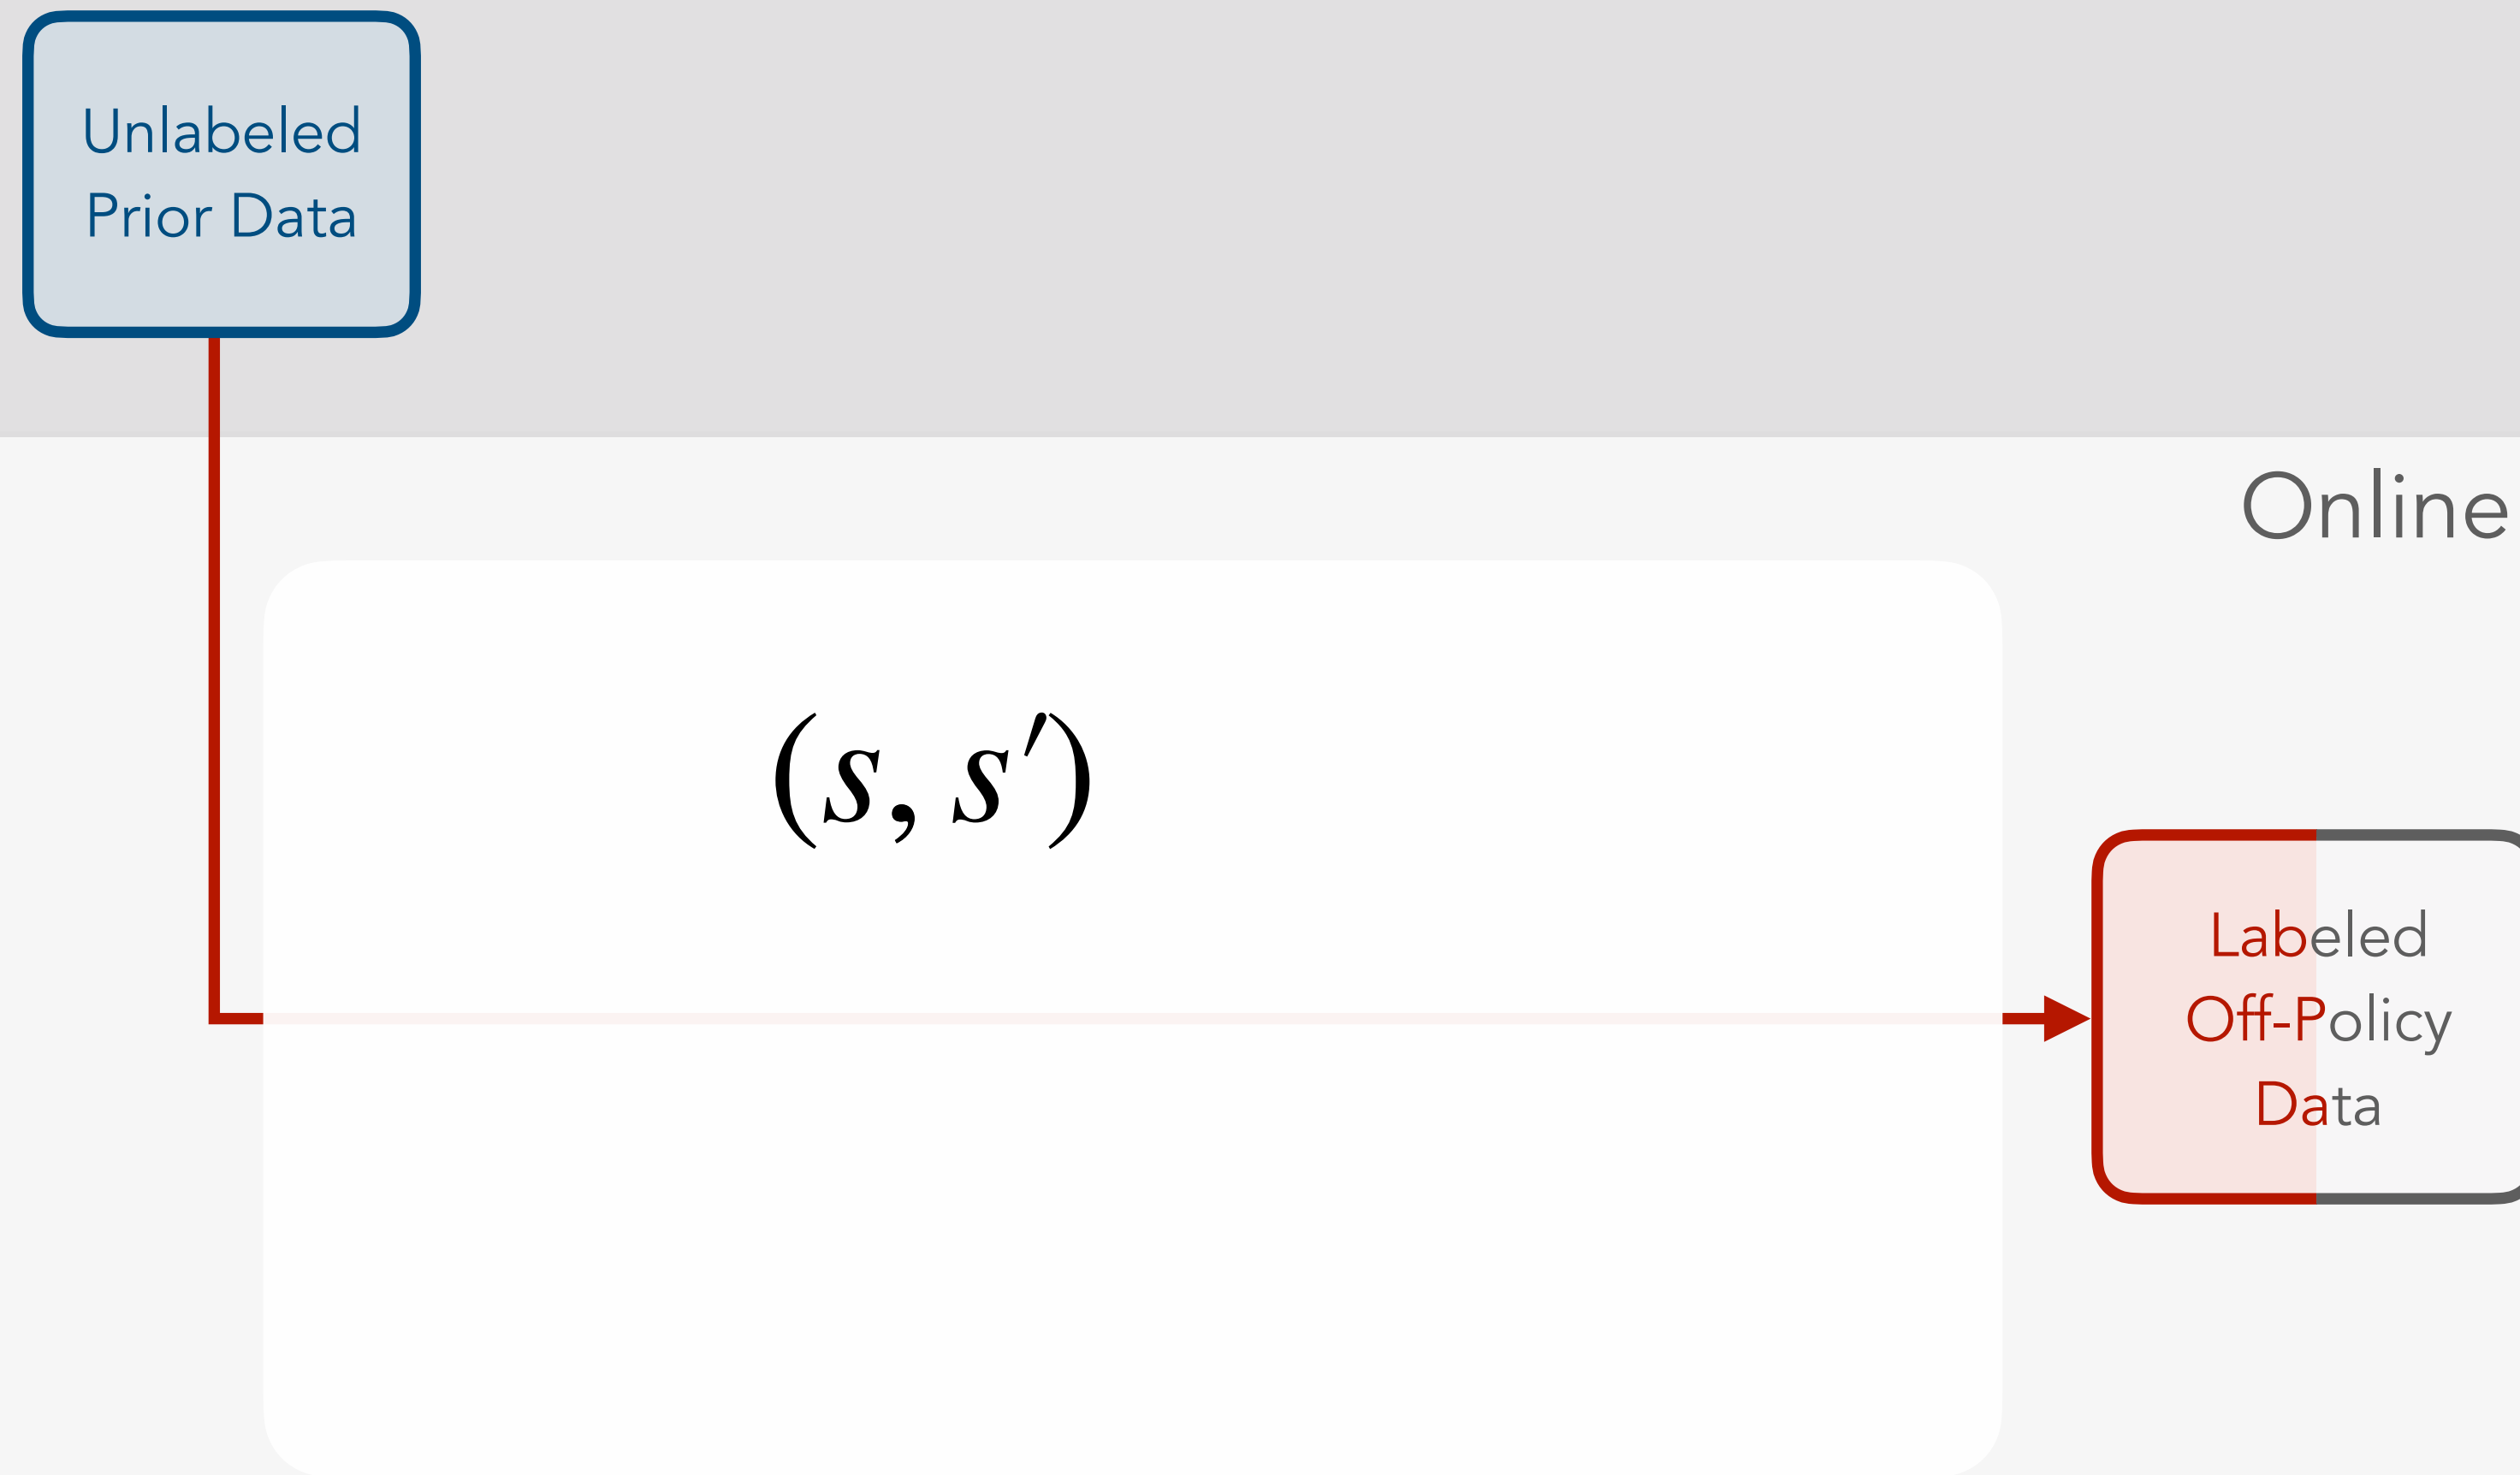 Unlabeled
Prior Data
Online
(s, s′)
Labeled
Off-Policy
Data